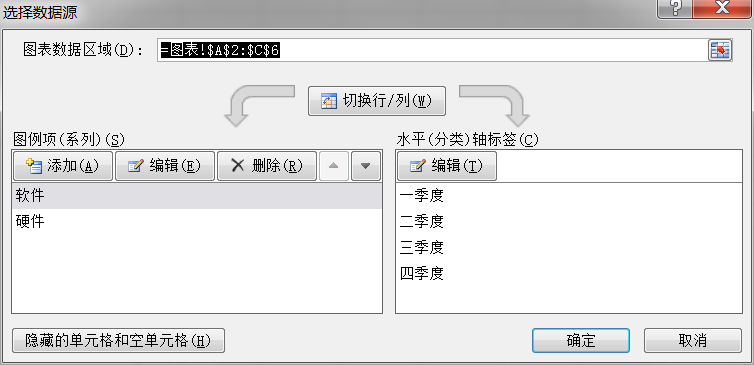 选择数据源
图表数据区域(D): =图表!$A$2:$C$6
切换行/列(W)
图例项(系列)(S)
水平(分类)轴标签(C)
添加(A) 编辑(E) 删除(R)
编辑(T)
软件
硬件
一季度
二季度
三季度
四季度
隐藏的单元格和空单元格(H)
确定
取消